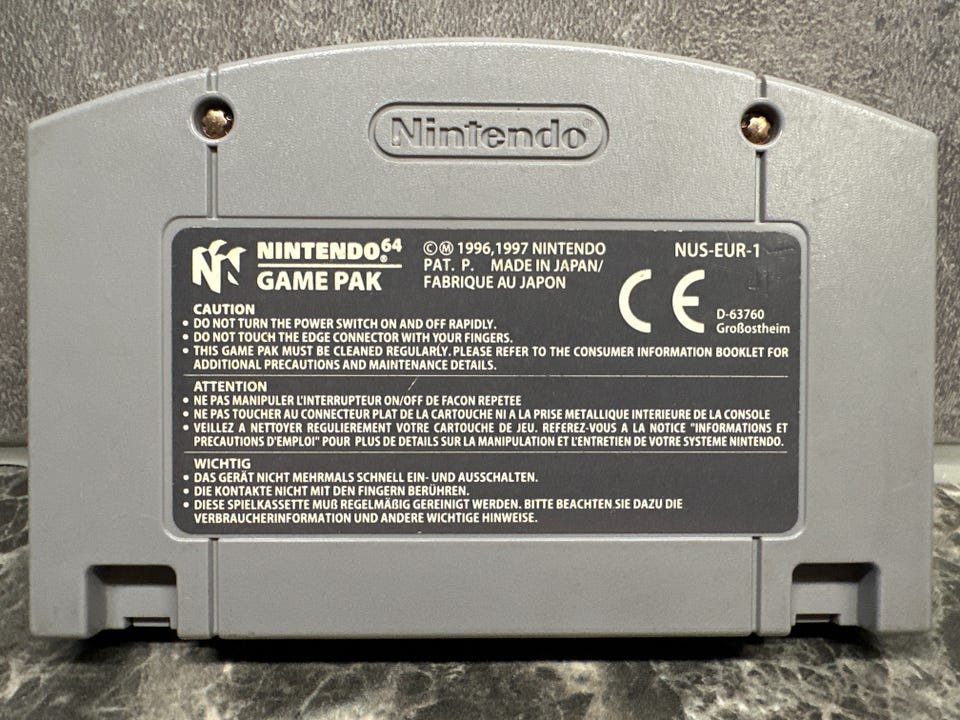 Nintendo®
NINTENDO®64
GAME PAK
©Ⓜ 1996,1997 NINTENDO
PAT. P. MADE IN JAPAN/
FABRIQUE AU JAPON
NUS-EUR-1
CE
D-63760
Großostheim
CAUTION
• DO NOT TURN THE POWER SWITCH ON AND OFF RAPIDLY.
• DO NOT TOUCH THE EDGE CONNECTOR WITH YOUR FINGERS.
• THIS GAME PAK MUST BE CLEANED REGULARLY. PLEASE REFER TO THE CONSUMER INFORMATION BOOKLET FOR
ADDITIONAL PRECAUTIONS AND MAINTENANCE DETAILS.
ATTENTION
• NE PAS MANIPULER L'INTERRUPTEUR ON/OFF DE FACON REPETEE
• NE PAS TOUCHER AU CONNECTEUR PLAT DE LA CARTOUCHE NI A LA PRISE METALLIQUE INTERIEURE DE LA CONSOLE
• VEILLEZ A NETTOYER REGULIEREMENT VOTRE CARTOUCHE DE JEU. REFEREZ-VOUS A LA NOTICE "INFORMATIONS ET
PRECAUTIONS D'EMPLOI" POUR PLUS DE DETAILS SUR LA MANIPULATION ET L'ENTRETIEN DE VOTRE SYSTEME NINTENDO.
WICHTIG
• DAS GERÄT NICHT MEHRMALS SCHNELL EIN- UND AUSSCHALTEN.
• DIE KONTAKTE NICHT MIT DEN FINGERN BERÜHREN.
• DIESE SPIELKASSETTE MUß REGELMÄßIG GEREINIGT WERDEN. BITTE BEACHTEN SIE DAZU DIE
VERBRAUCHERINFORMATION UND ANDERE WICHTIGE HINWEISE.